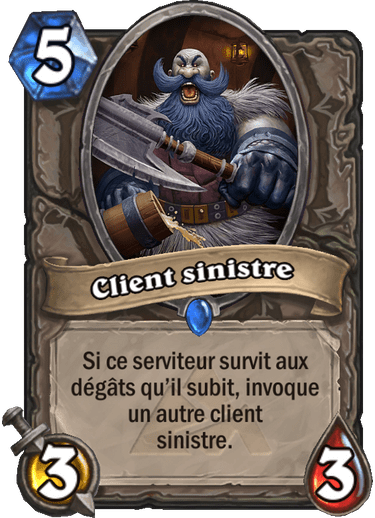 5
Client sinistre
Si ce serviteur survit aux
dégâts qu'il subit, invoque
un autre client
sinistre.
3
3